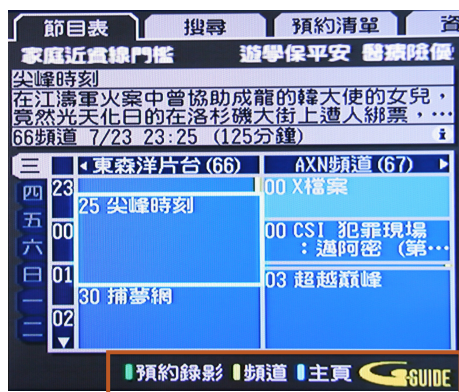 節目表 搜尋 預約清單 資
家庭近貧線門檻 遊學保平安 醫療險償
尖峰時刻
在江濤軍火案中曾協助成龍的韓大使的女兒，
竟然光天化日的在洛杉磯大街上遭人綁票，…
66頻道 7/23 23:25 (125分鐘) i
三 東森洋片台(66) AXN頻道(67)
四 23 00 X檔案
25 尖峰時刻
五 00 00 CSI 犯罪現場
六 ：邁阿密 (第…
日 01 03 超越巔峰
一 30 捕夢網
二 02
預約錄影 頻道 主頁 G-GUIDE